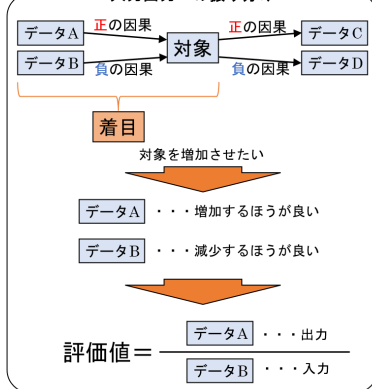 データA
正の因果
対象
正の因果
データC
データB
負の因果
負の因果
データD
着目
対象を増加させたい
データA ・・・増加するほうが良い
データB ・・・減少するほうが良い
評価値＝
データA ・・・出力
データB ・・・入力